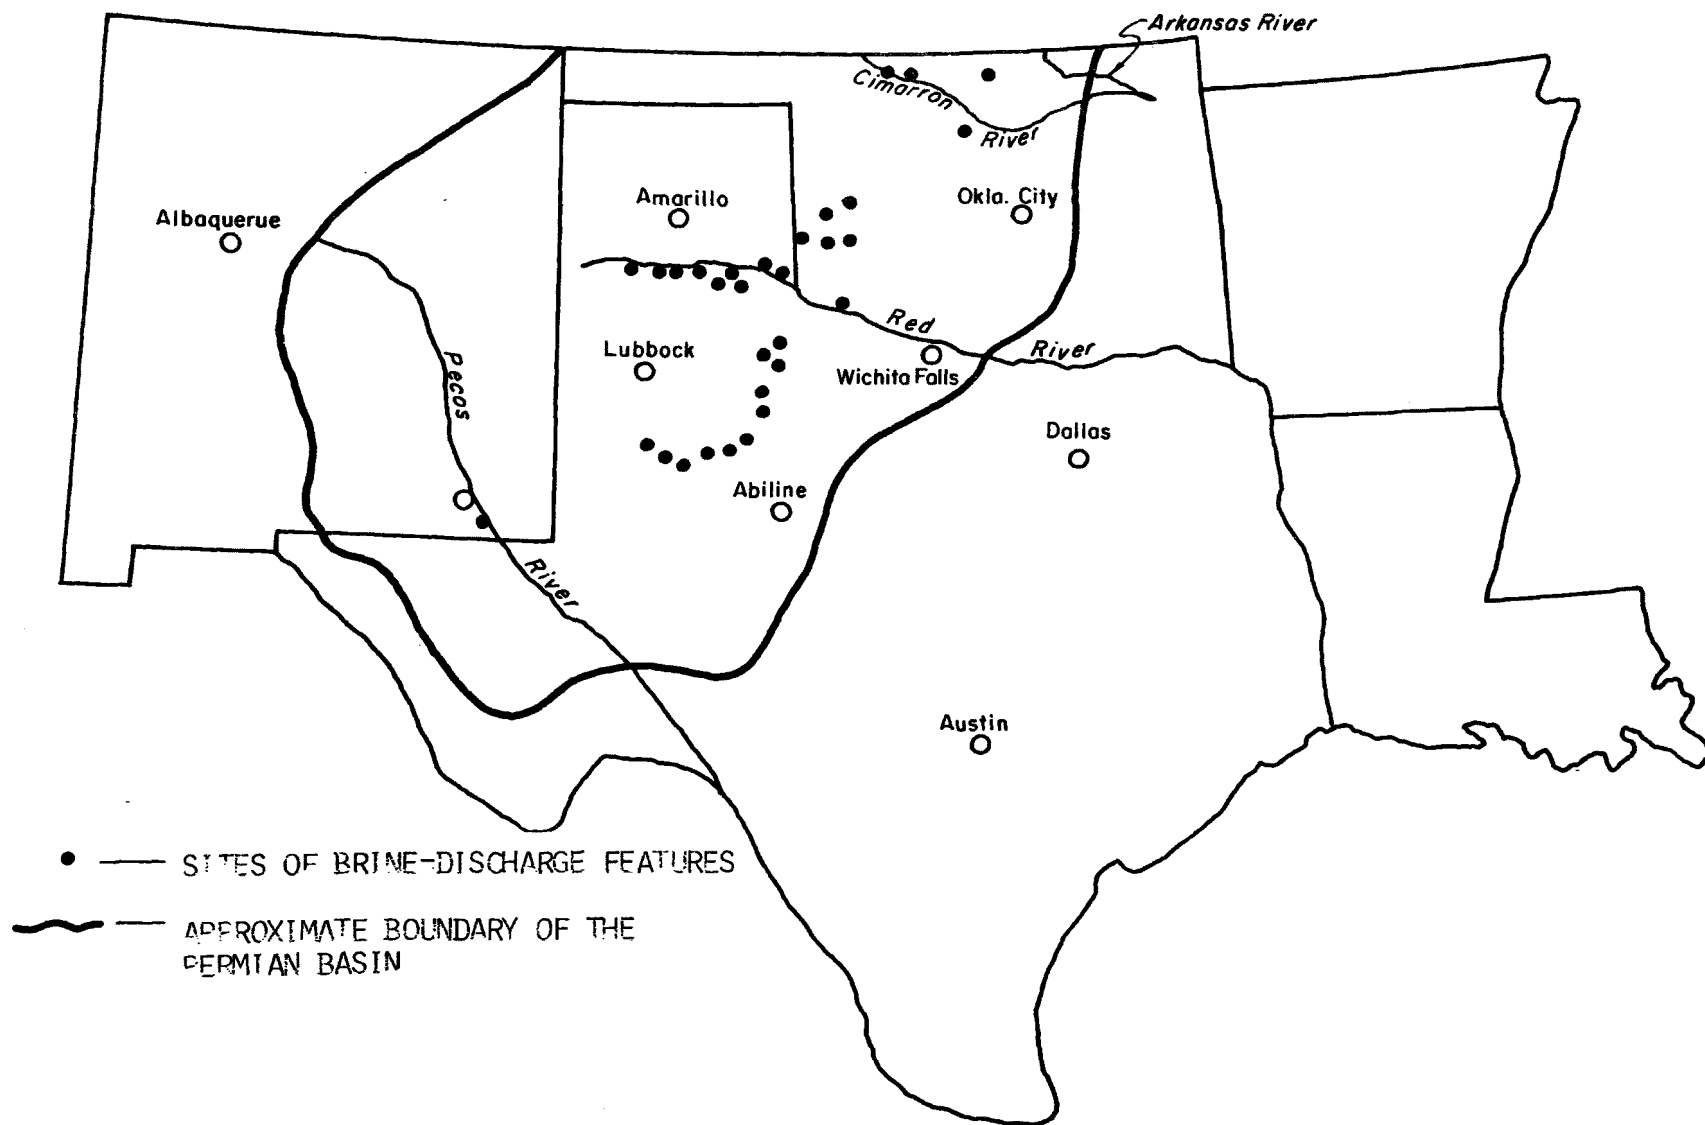 Arkansas River
Cimarron
River
Albaquerue
Amarillo
Okla. City
Red
River
Lubbock
Wichita Falls
Pecos
River
Dallas
Abiline
Austin
SITES OF BRINE-DISCHARGE FEATURES
APPROXIMATE BOUNDARY OF THE
PERMIAN BASIN